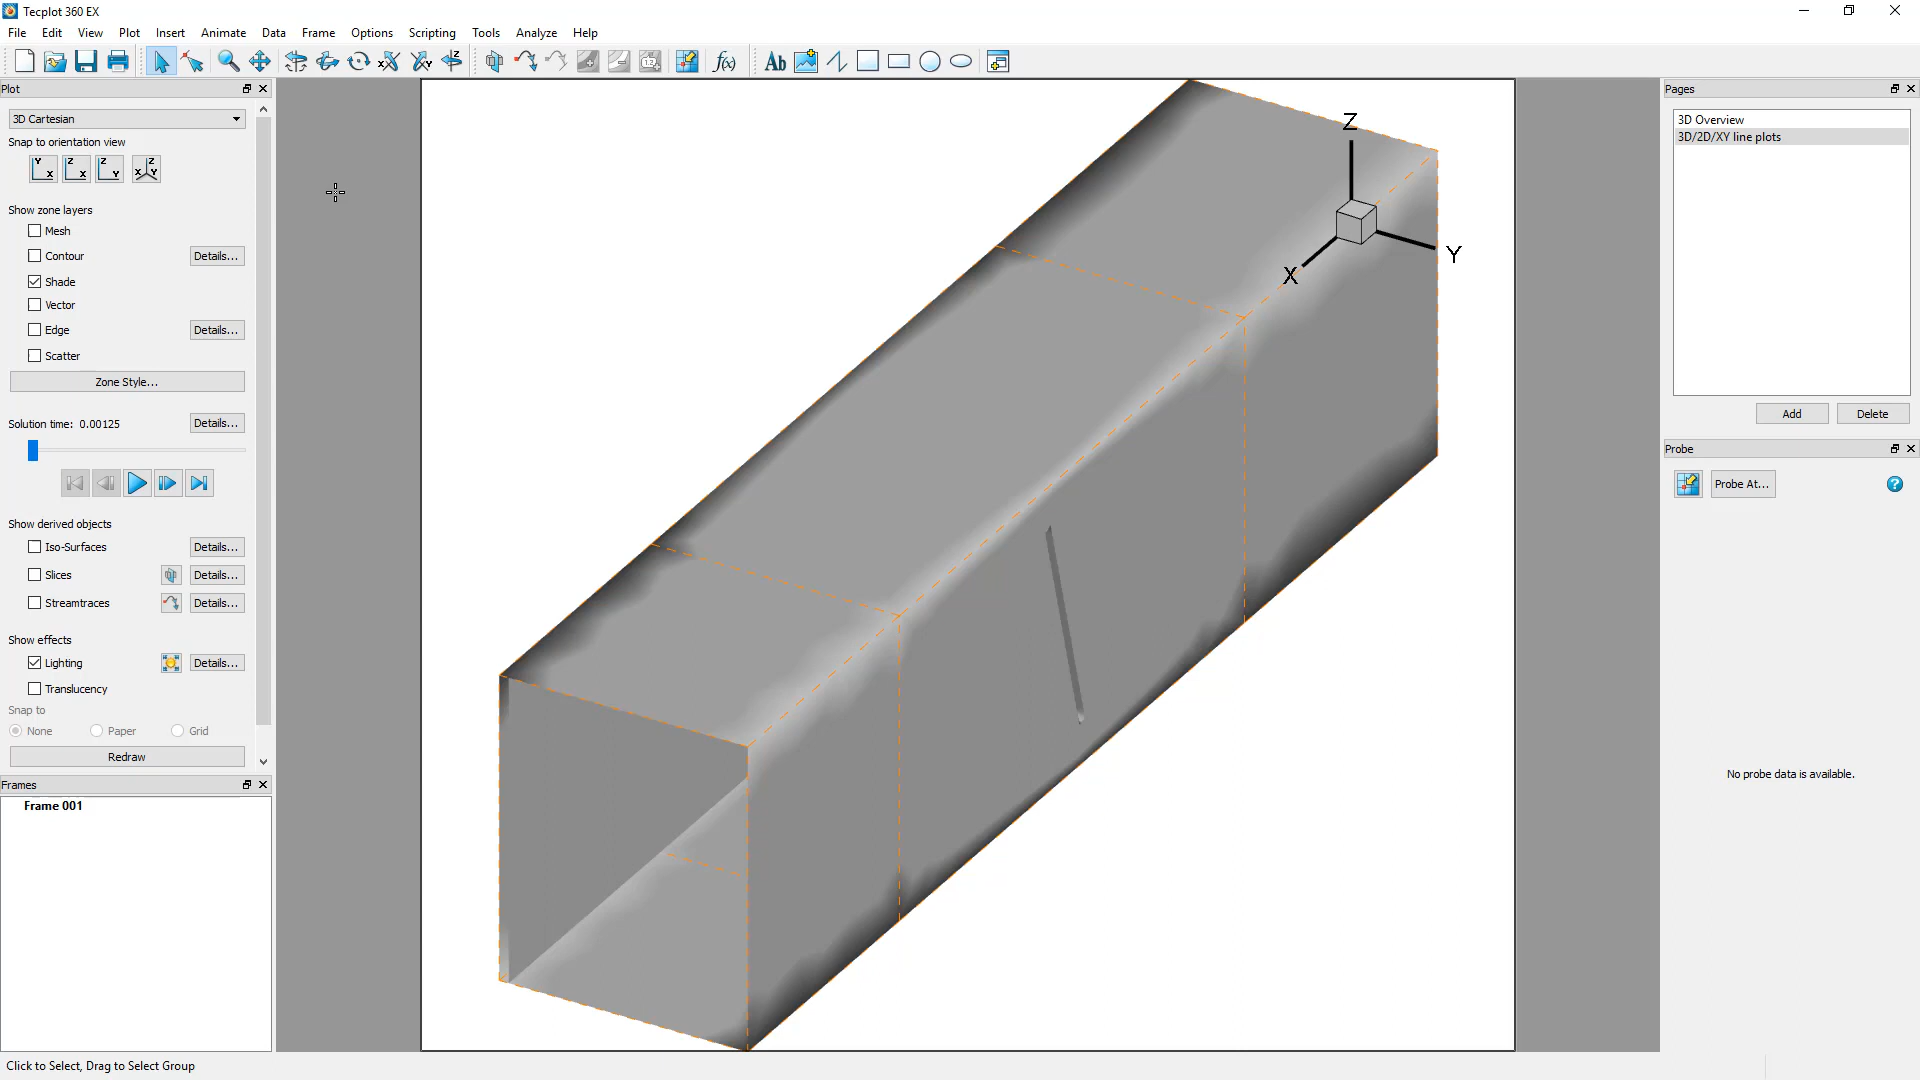 Tecplot 360 EX
File Edit View Plot Insert Animate Data Frame Options Scripting Tools Analyze Help
Ab f(x)
Plot
3D Cartesian
Snap to orientation view
Y X Z X Z Y Z X Y
Show zone layers
Mesh
Contour Details...
Shade
Vector
Edge Details...
Scatter
Zone Style...
Solution time: 0.00125 Details...
Show derived objects
Iso-Surfaces Details...
Slices Details...
Streamtraces Details...
Show effects
Lighting Details...
Translucency
Snap to
None Paper Grid
Redraw
Frames
Frame 001
Z
Y
X
Pages
3D Overview
3D/2D/XY line plots
Add Delete
Probe
Probe At... ?
No probe data is available.
Click to Select, Drag to Select Group